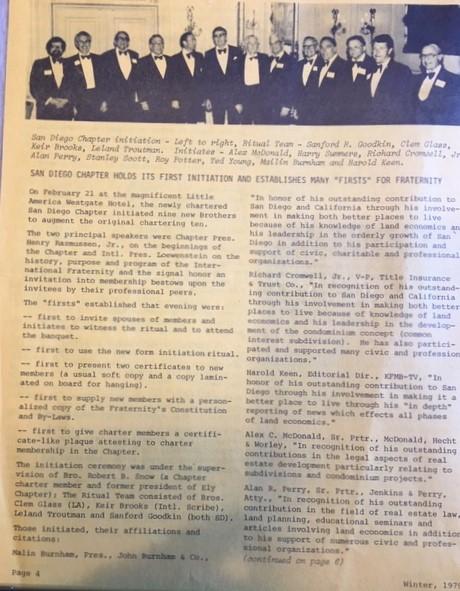 San Diego Chapter initiation - Left to right, Ritual Team - Sanford R. Goodkin, Clem Glass,
Keir Brooks, Leland Troutman. Initiates - Alex McDonald, Harry Summers, Richard Cromwell, Jr
Alan Perry, Stanley Scott, Roy Potter, Ted Young, Malin Burnham and Harold Keen.
SAN DIEGO CHAPTER HOLDS ITS FIRST INITIATION AND ESTABLISHES MANY "FIRSTS" FOR FRATERNITY
On February 21 at the magnificent Little
America Westgate Hotel, the newly chartered
San Diego Chapter initiated nine new Brothers
to augment the original chartering ten.
The two principal speakers were Chapter Pres.
Henry Rasmussen, Jr., on the beginnings of
the Chapter and Intl. Pres. Loewenstein on the
history, purpose and program of the Inter-
national Fraternity and the signal honor an
invitation into membership bestows upon the
invitees by their professional peers.
The "firsts" established that evening were:
-- first to invite spouses of members and
initiates to witness the ritual and to attend
the banquet.
-- first to use the new form initiation ritual.
-- first to present two certificates to new
members (a usual soft copy and a copy lamin-
ated on board for hanging).
-- first to supply new members with a person-
alized copy of the Fraternity's Constitution
and By-Laws.
-- first to give charter members a certifi-
cate-like plaque attesting to charter
membership in the Chapter.
The initiation ceremony was under the super-
vision of Bro. Robert B. Snow (a Chapter
charter member and former president of Ely
Chapter); The Ritual Team consisted of Bros.
Clem Glass (LA), Keir Brooks (Intl. Scribe),
Leland Troutman and Sanford Goodkin (both SD).
Those initiated, their affiliations and
citations:
Malin Burnham, Pres., John Burnham & Co.,
Page 4
"In honor of his outstanding contribution to
San Diego and California through his involve-
ment in making both better places to live
because of his knowledge of land economics an
his leadership in the orderly growth of San
Diego in addition to his participation and
support of civic, charitable and professional
organizations."
Richard Cromwell, Jr., V-P, Title Insurance
& Trust Co., "In recognition of his outstand-
ing contribution to San Diego and California
through his involvement in making both better
places to live because of knowledge of land
economics and his leadership in the develop-
ment of the condominium concept (common
interest subdivision). He has also partici-
pated and supported many civic and profession
organizations."
Harold Keen, Editorial Dir., KFMB-TV, "In
honor of his outstanding contribution to San
Diego through his involvement in making it a
better place to live through his "in depth"
reporting of news which effects all phases
of land economics."
Alex C. McDonald, Sr. Prtr., McDonald, Hecht
& Worley, "In recognition of his outstanding
contributions in the legal aspects of real
estate development particularly relating to
subdivisions and condominium projects."
Alan R. Perry, Sr. Prtr., Jenkins & Perry,
Atty., "In recognition of his outstanding
contribution in the field of real estate law,
land planning, educational seminars and
articles involving land economics in addition
to his support of numerous civic and profes-
sional organizations."
(continued on page 6)
Winter, 1979